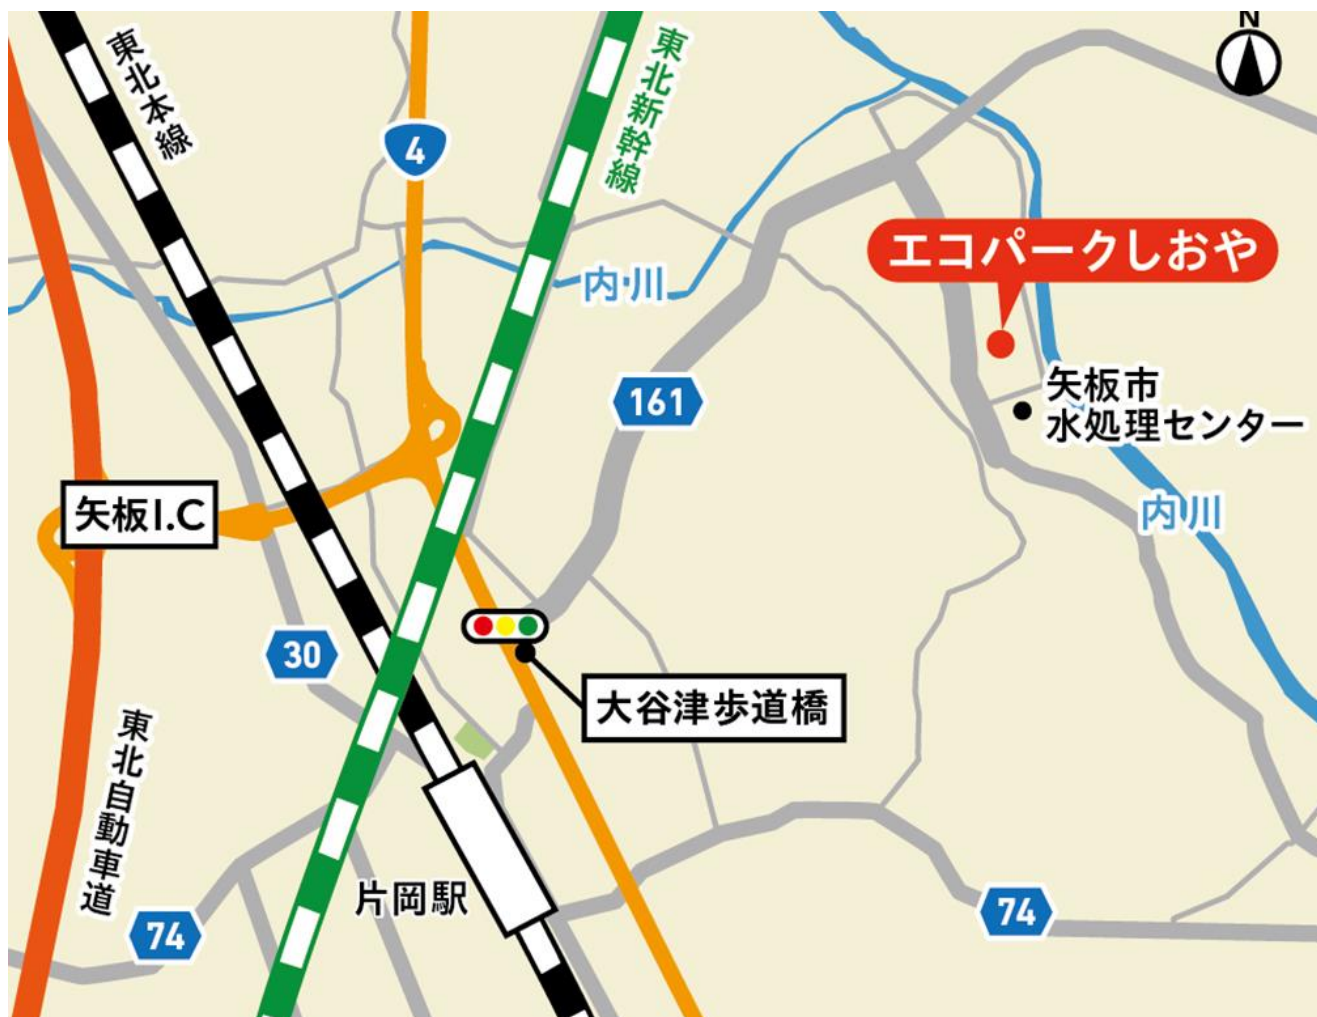 N
東北本線
東北新幹線
4
エコパークしおや
内川
161
矢板市
水処理センター
矢板I.C
内川
30
大谷津歩道橋
東北自動車道
片岡駅
74
74